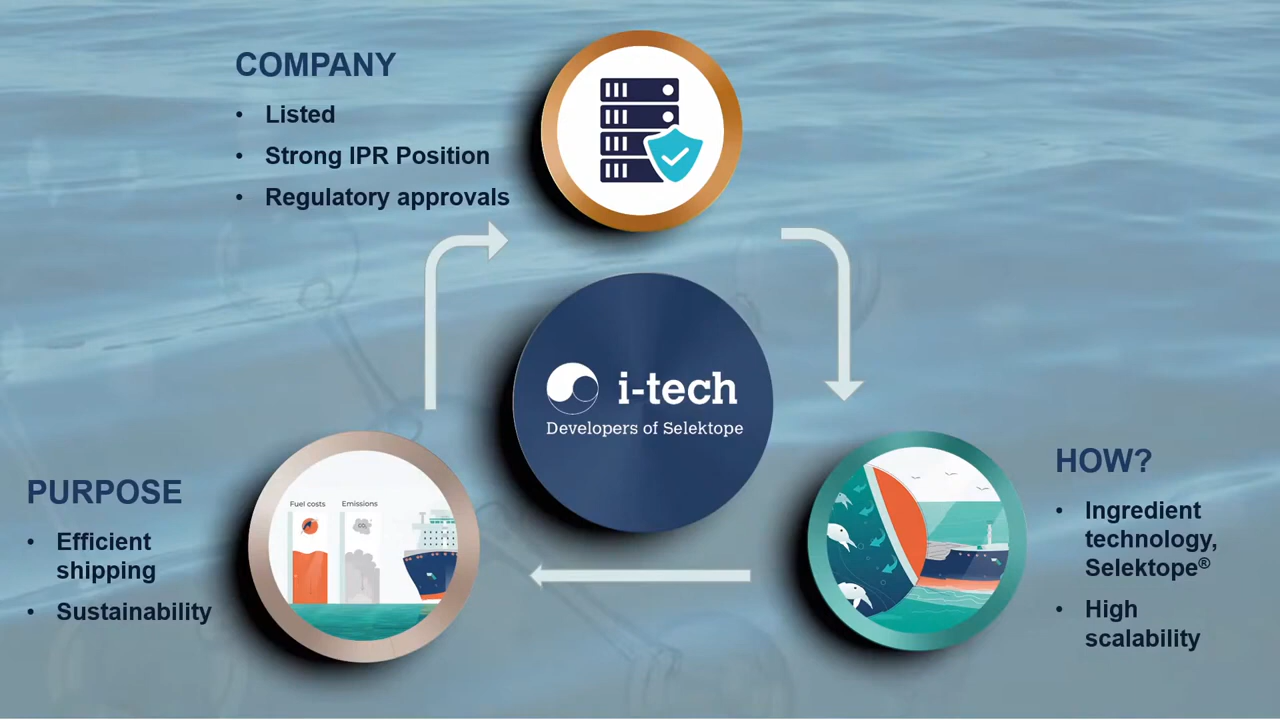 COMPANY
• Listed
• Strong IPR Position
• Regulatory approvals
i-tech
Developers of Selektope
PURPOSE
• Efficient
shipping
• Sustainability
Fuel costs Emissions
HOW?
• Ingredient
technology,
Selektope®
• High
scalability